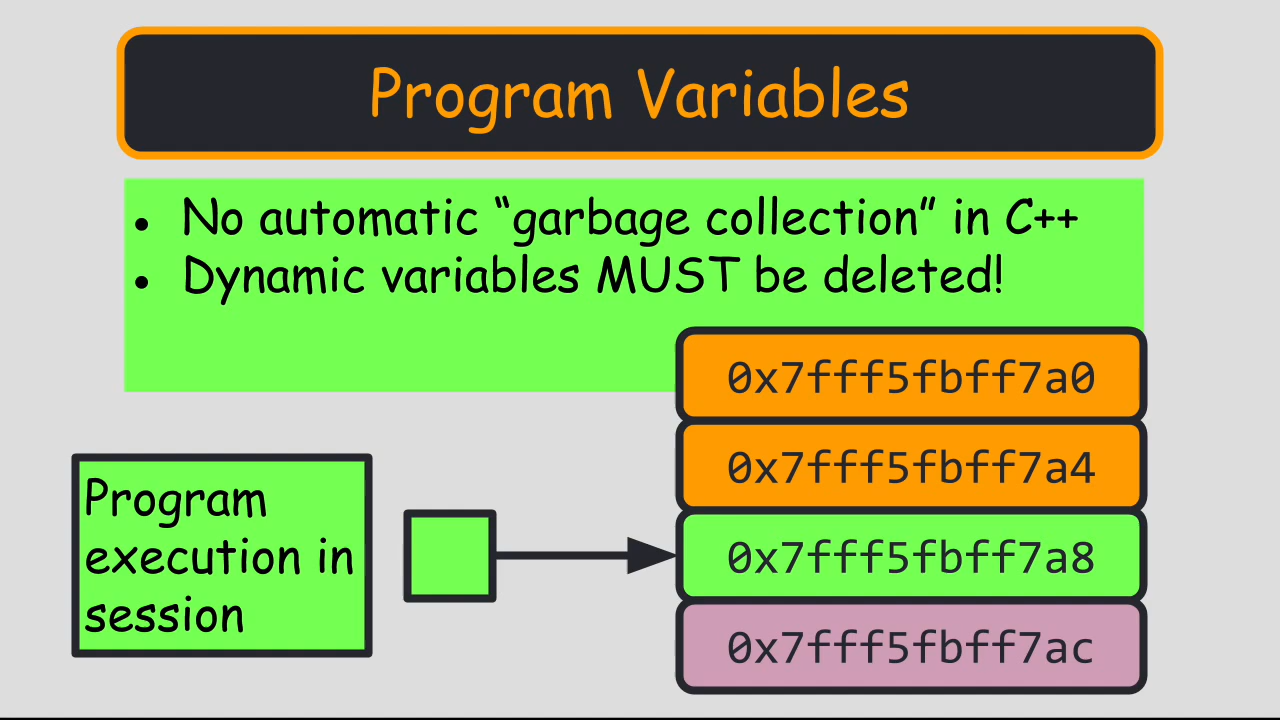 Program Variables
• No automatic “garbage collection” in C++
• Dynamic variables MUST be deleted!
0x7fff5fbff7a0
0x7fff5fbff7a4
0x7fff5fbff7a8
0x7fff5fbff7ac
Program
execution in
session